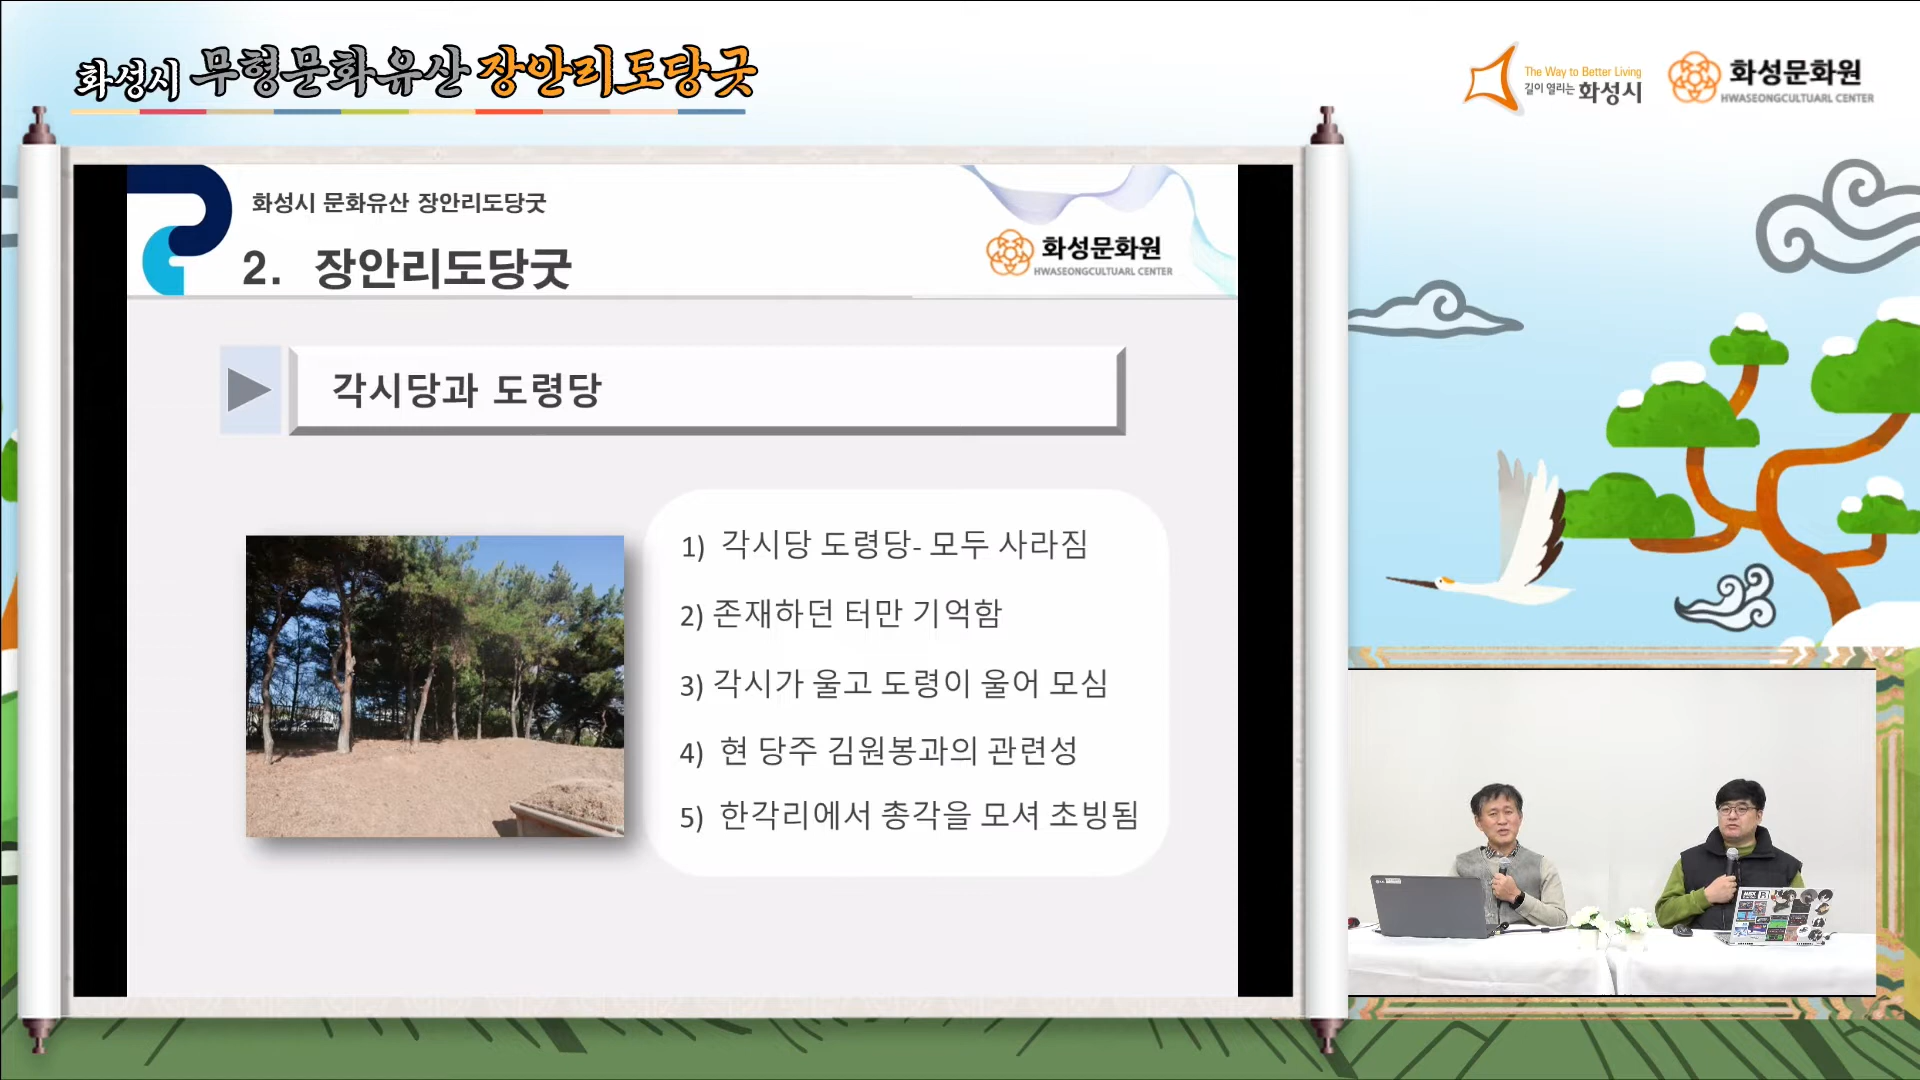 화성시 무형문화유산 장안리도당굿
The Way to Better Living
길이 열리는 화성시
화성문화원
HWASEONGCULTUARL CENTER
화성시 문화유산 장안리도당굿
2. 장안리도당굿
화성문화원
HWASEONGCULTUARL CENTER
각시당과 도령당
1) 각시당 도령당- 모두 사라짐
2) 존재하던 터만 기억함
3) 각시가 울고 도령이 울어 모심
4) 현 당주 김원봉과의 관련성
5) 한각리에서 총각을 모셔 초빙됨